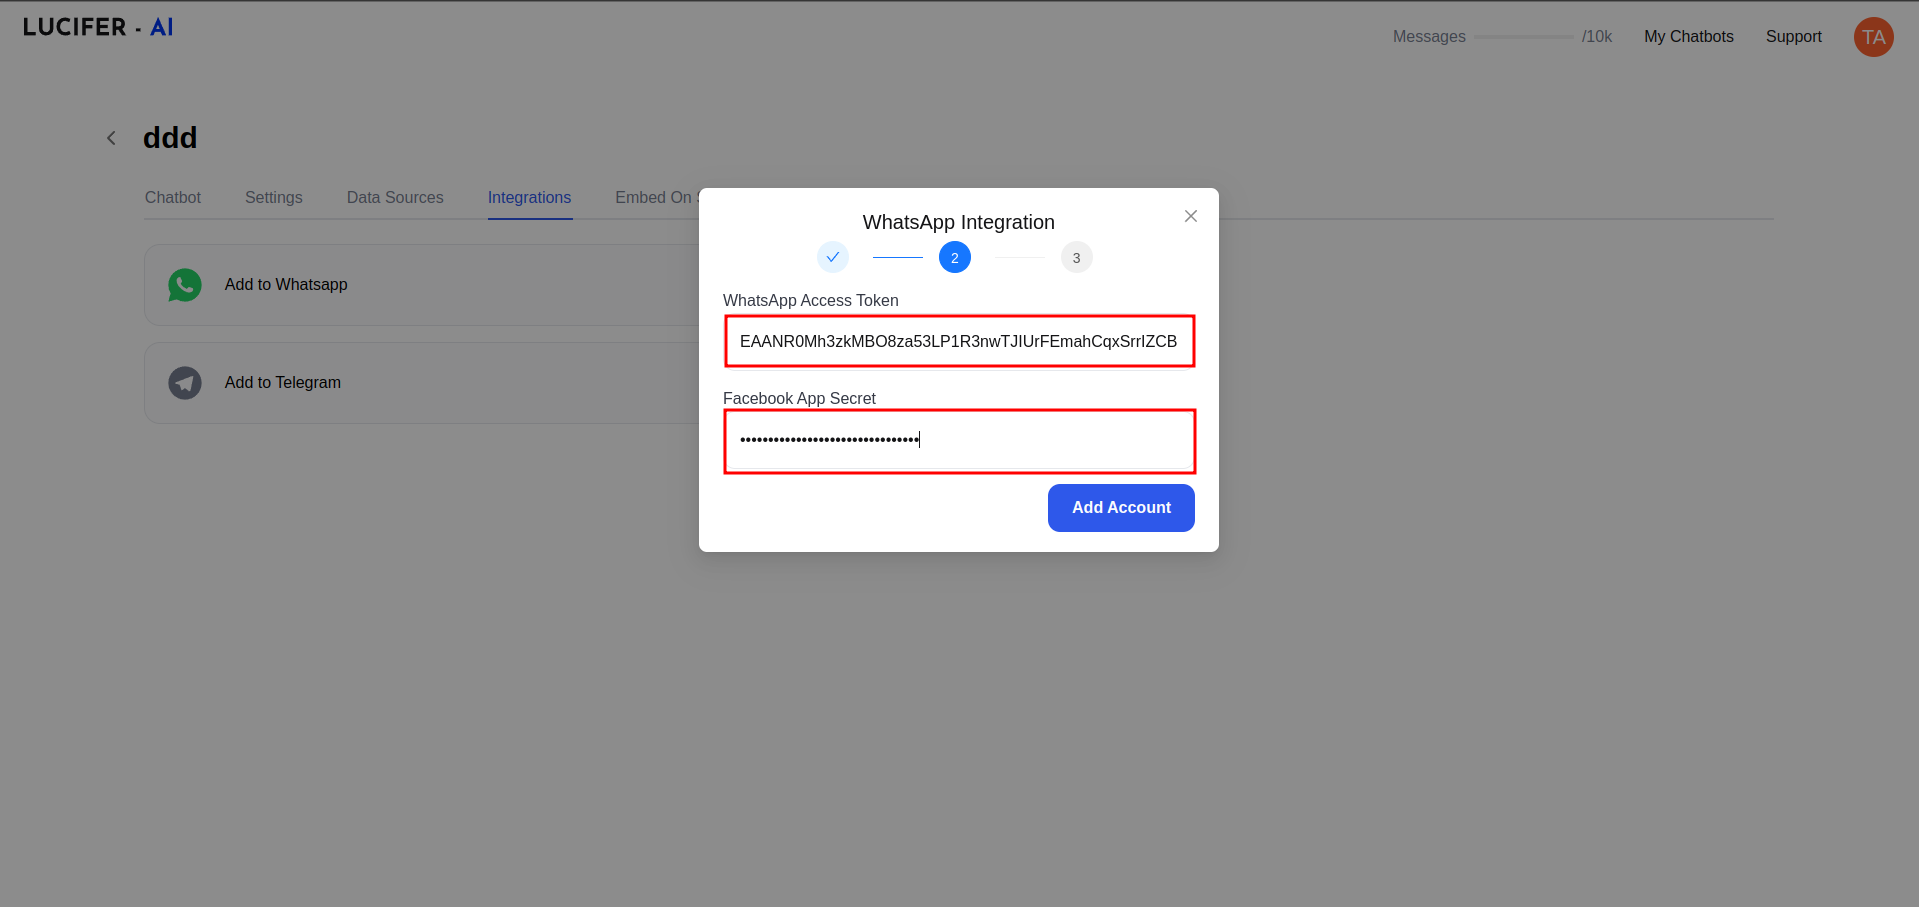 LUCIFER - AI
Messages /10k My Chatbots Support TA
ddd
Chatbot Settings Data Sources Integrations Embed On
WhatsApp Integration
2 3
WhatsApp Access Token
EAANR0Mh3zkMBO8za53LP1R3nwTJIUrFEmahCqxSrrIZCB
Facebook App Secret
••••••••••••••••••••••••••••••••
Add Account
Add to Whatsapp
Add to Telegram